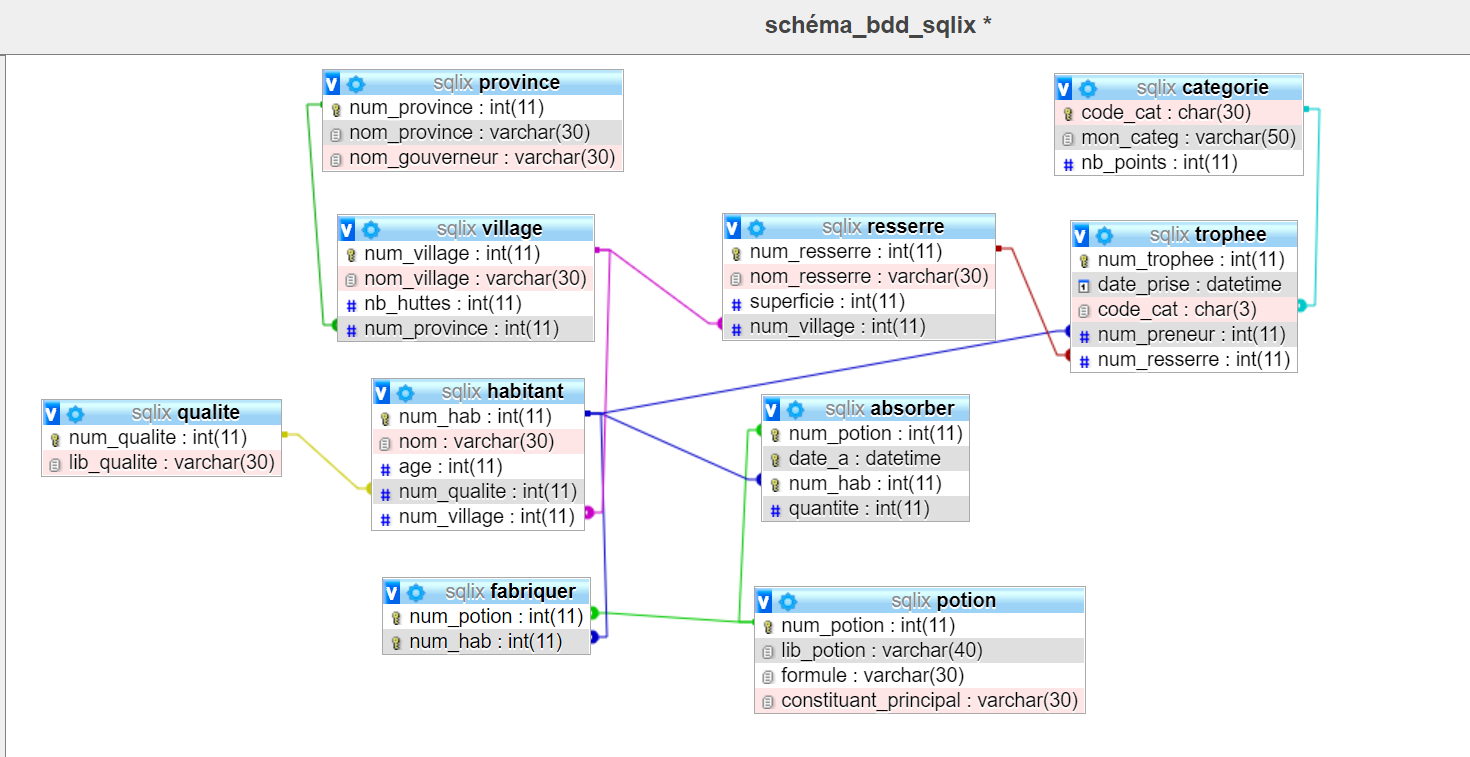 schéma_bdd_sqlix *
sqlix province
num_province : int(11)
nom_province : varchar(30)
nom_gouverneur : varchar(30)
sqlix categorie
code_cat : char(30)
mon_categ : varchar(50)
nb_points : int(11)
sqlix village
num_village : int(11)
nom_village : varchar(30)
nb_huttes : int(11)
num_province : int(11)
sqlix resserre
num_resserre : int(11)
nom_resserre : varchar(30)
superficie : int(11)
num_village : int(11)
sqlix trophee
num_trophee : int(11)
date_prise : datetime
code_cat : char(3)
num_preneur : int(11)
num_resserre : int(11)
sqlix qualite
num_qualite : int(11)
lib_qualite : varchar(30)
sqlix habitant
num_hab : int(11)
nom : varchar(30)
age : int(11)
num_qualite : int(11)
num_village : int(11)
sqlix absorber
num_potion : int(11)
date_a : datetime
num_hab : int(11)
quantite : int(11)
sqlix fabriquer
num_potion : int(11)
num_hab : int(11)
sqlix potion
num_potion : int(11)
lib_potion : varchar(40)
formule : varchar(30)
constituant_principal : varchar(30)